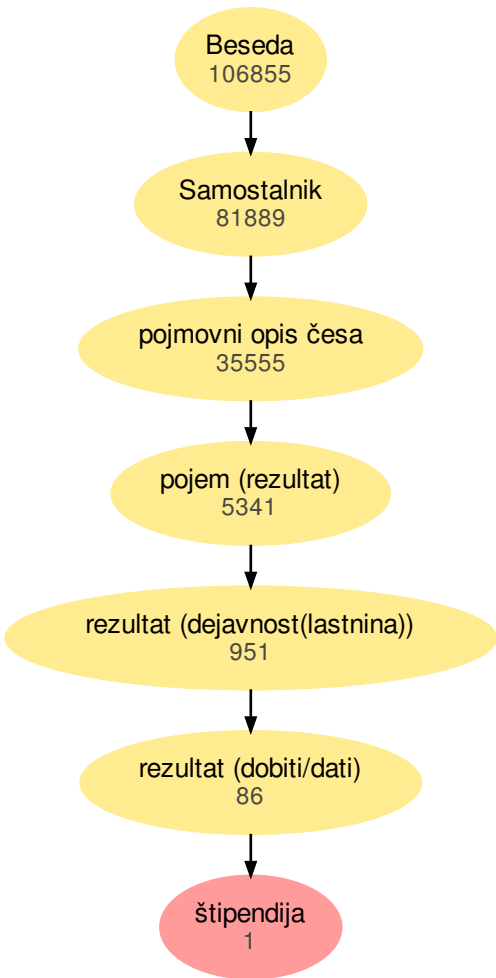 Beseda
106855
Samostalnik
81889
pojmovni opis česa
35555
pojem (rezultat)
5341
rezultat (dejavnost(lastnina))
951
rezultat (dobiti/dati)
86
štipendija
1